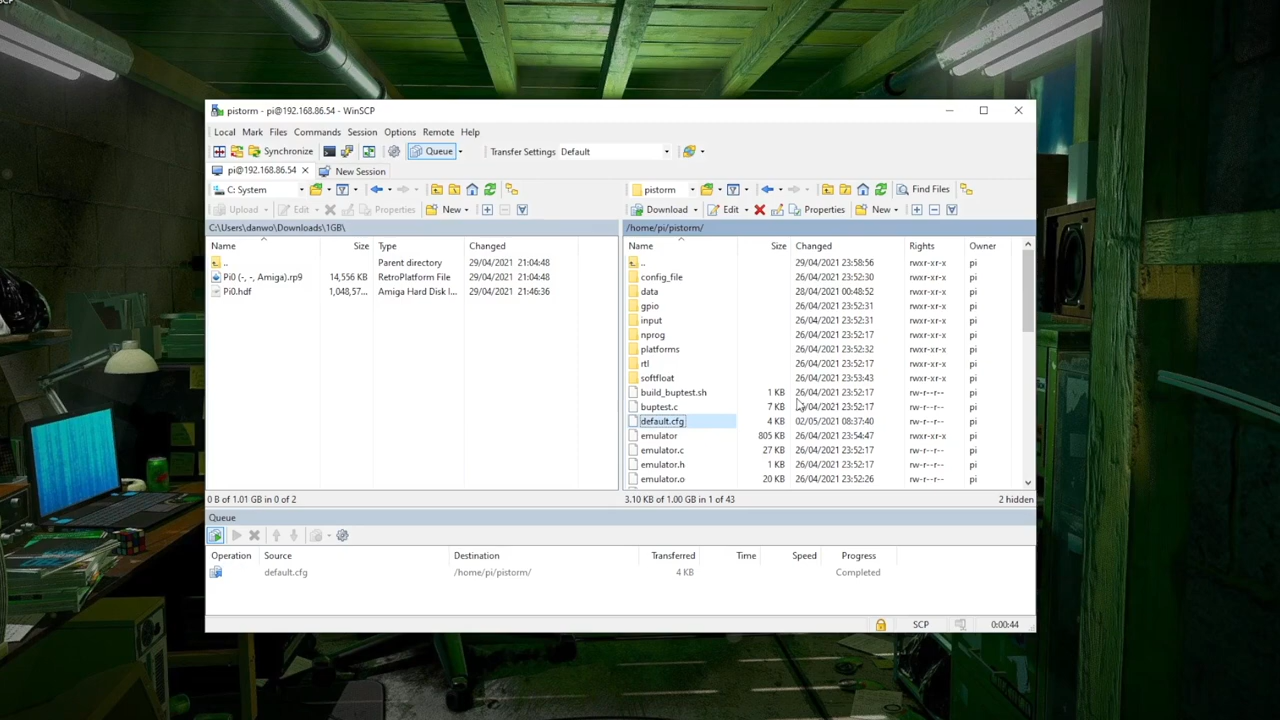 pistorm - pi@192.168.86.54 - WinSCP
Local Mark Files Commands Session Options Remote Help
Synchronize Queue Transfer Settings Default
pi@192.168.86.54 New Session
C: System
pistorm Find Files
Upload Edit Properties New
Download Edit Properties New
C:\Users\danwo\Downloads\1GB\
Name Size Type Changed
.. Parent directory 29/04/2021 21:04:48
Pi0 (-, -, Amiga).rp9 14,556 KB RetroPlatform File 29/04/2021 21:04:48
Pi0.hdf 1,048,57... Amiga Hard Disk I... 29/04/2021 21:46:36
0 B of 1.01 GB in 0 of 2
/home/pi/pistorm/
Name Size Changed Rights Owner
.. 29/04/2021 23:58:56 rwxr-xr-x pi
config_file 26/04/2021 23:52:30 rwxr-xr-x pi
data 28/04/2021 00:48:52 rwxr-xr-x pi
gpio 26/04/2021 23:52:31 rwxr-xr-x pi
input 26/04/2021 23:52:31 rwxr-xr-x pi
nprog 26/04/2021 23:52:17 rwxr-xr-x pi
platforms 26/04/2021 23:52:32 rwxr-xr-x pi
rtl 26/04/2021 23:52:17 rwxr-xr-x pi
softfloat 26/04/2021 23:53:43 rwxr-xr-x pi
build_buptest.sh 1 KB 26/04/2021 23:52:17 rw-r--r-- pi
buptest.c 7 KB 26/04/2021 23:52:17 rw-r--r-- pi
default.cfg 4 KB 02/05/2021 08:37:40 rw-r--r-- pi
emulator 805 KB 26/04/2021 23:54:47 rwxr-xr-x pi
emulator.c 27 KB 26/04/2021 23:52:17 rw-r--r-- pi
emulator.h 1 KB 26/04/2021 23:52:17 rw-r--r-- pi
emulator.o 20 KB 26/04/2021 23:52:26 rw-r--r-- pi
3.10 KB of 1.00 GB in 1 of 43 2 hidden
Queue
Operation Source Destination Transferred Time Speed Progress
default.cfg /home/pi/pistorm/ 4 KB Completed
SCP 0:00:44